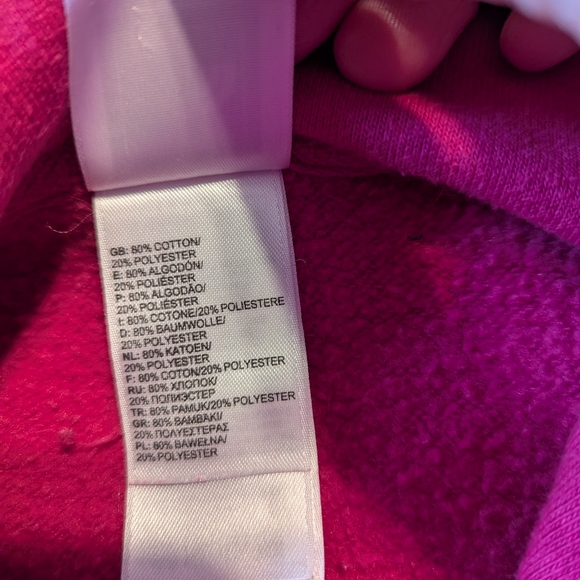 GB: 80% COTTON/
20% POLYESTER
E: 80% ALGODÓN/
20% POLIÉSTER
P: 80% ALGODÃO/
20% POLIÉSTER
I: 80% COTONE/20% POLIESTERE
D: 80% BAUMWOLLE/
20% POLYESTER
NL: 80% KATOEN/
20% POLYESTER
F: 80% COTON/20% POLYESTER
RU: 80% ХЛОПОК/
20% ПОЛИЭСТЕР
TR: 80% PAMUK/20% POLYESTER
GR: 80% ΒΑΜΒΑΚΙ/
20% ΠΟΛΥΕΣΤΕΡΑΣ
PL: 80% BAWEŁNA/
20% POLYESTER